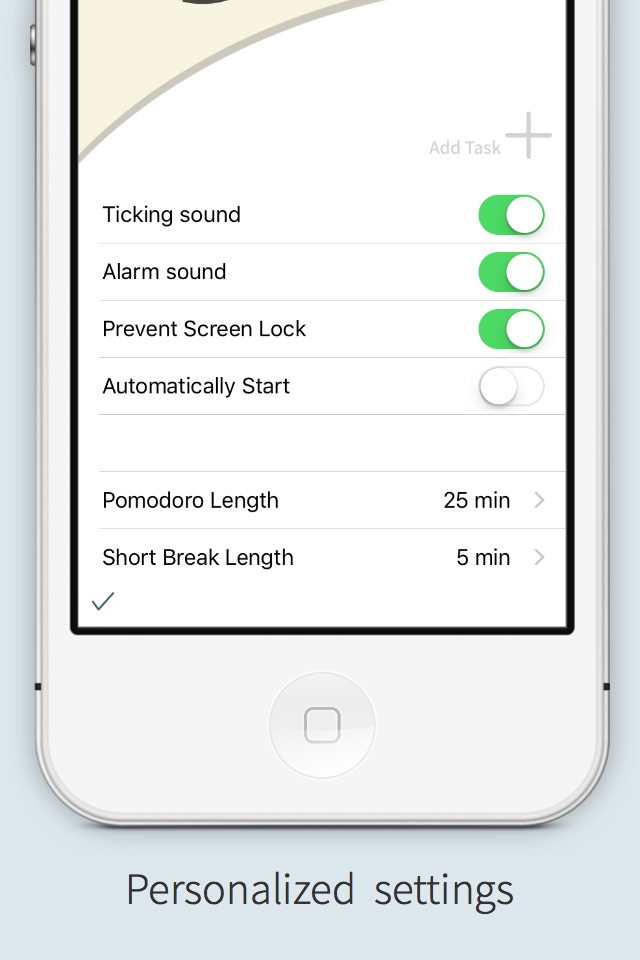 Add Task
Ticking sound
Alarm sound
Prevent Screen Lock
Automatically Start
Pomodoro Length 25 min
Short Break Length 5 min
Personalized settings